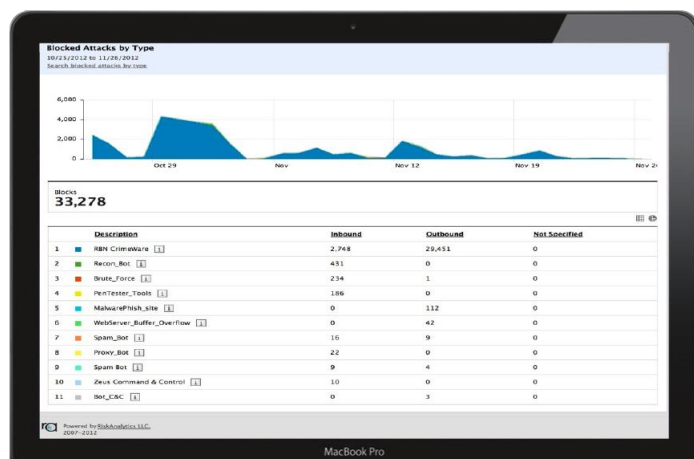 Blocked Attacks by Type
10/25/2012 to 11/26/2012
Search blocked attacks by type
6,000
4,000
2,000
0
Oct 29 Nov Nov 12 Nov 19 Nov 2
Blocks
33,278
Description Inbound Outbound Not Specified
1 RBN CrimeWare i 2,748 29,451 0
2 Recon_Bot i 431 0 0
3 Brute_Force i 234 1 0
4 PenTester_Tools i 186 0 0
5 MalwarePhish_site i 0 112 0
6 WebServer_Buffer_Overflow i 0 42 0
7 Spam_Bot i 16 9 0
8 Proxy_Bot i 22 0 0
9 Spam Bot i 9 4 0
10 Zeus Command & Control i 10 0 0
11 Bot_C&C i 0 3 0
ra Powered by RiskAnalytics LLC.
2007-2012
MacBook Pro